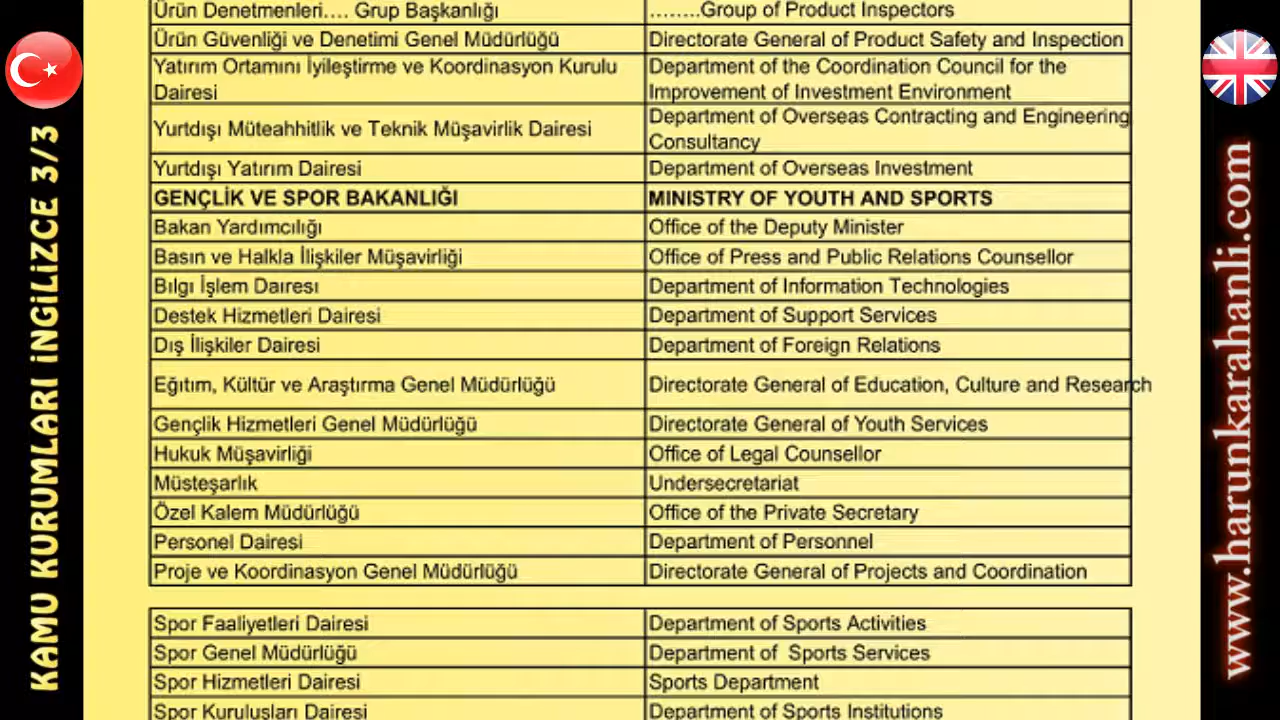 KAMU KURUMLARI İNGİLİZCE 3/3
Ürün Denetmenleri.... Grup Başkanlığı ........Group of Product Inspectors
Ürün Güvenliği ve Denetimi Genel Müdürlüğü Directorate General of Product Safety and Inspection
Yatırım Ortamını İyileştirme ve Koordinasyon Kurulu Dairesi Department of the Coordination Council for the Improvement of Investment Environment
Yurtdışı Müteahhitlik ve Teknik Müşavirlik Dairesi Department of Overseas Contracting and Engineering Consultancy
Yurtdışı Yatırım Dairesi Department of Overseas Investment
GENÇLİK VE SPOR BAKANLIĞI MINISTRY OF YOUTH AND SPORTS
Bakan Yardımcılığı Office of the Deputy Minister
Basın ve Halkla İlişkiler Müşavirliği Office of Press and Public Relations Counsellor
Bılgı İşlem Daıresı Department of Information Technologies
Destek Hizmetleri Dairesi Department of Support Services
Dış İlişkiler Dairesi Department of Foreign Relations
Eğıtım, Kültür ve Araştırma Genel Müdürlüğü Directorate General of Education, Culture and Research
Gençlik Hizmetleri Genel Müdürlüğü Directorate General of Youth Services
Hukuk Müşavirliği Office of Legal Counsellor
Müsteşarlık Undersecretariat
Özel Kalem Müdürlüğü Office of the Private Secretary
Personel Dairesi Department of Personnel
Proje ve Koordinasyon Genel Müdürlüğü Directorate General of Projects and Coordination
Spor Faaliyetleri Dairesi Department of Sports Activities
Spor Genel Müdürlüğü Department of  Sports Services
Spor Hizmetleri Dairesi Sports Department
Spor Kuruluşları Dairesi Department of Sports Institutions
www.harunkarahanli.com